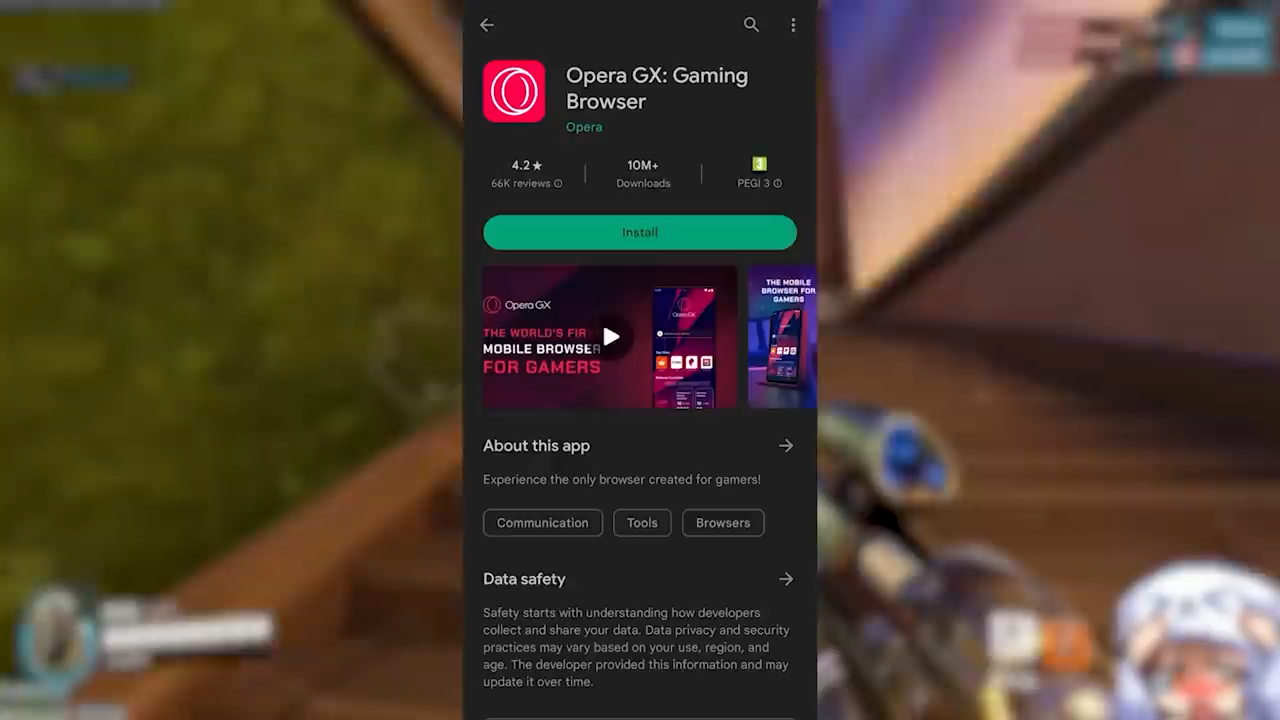 Opera GX: Gaming
Browser
Opera
4.2★
66K reviews
10M+
Downloads
3
PEGI 3
Install
Opera GX
THE WORLD'S FIR
MOBILE BROWSER
FOR GAMERS
Opera GX
THE MOBILE
BROWSER FOR
GAMERS
About this app
Experience the only browser created for gamers!
Communication
Tools
Browsers
Data safety
Safety starts with understanding how developers
collect and share your data. Data privacy and security
practices may vary based on your use, region, and
age. The developer provided this information and may
update it over time.